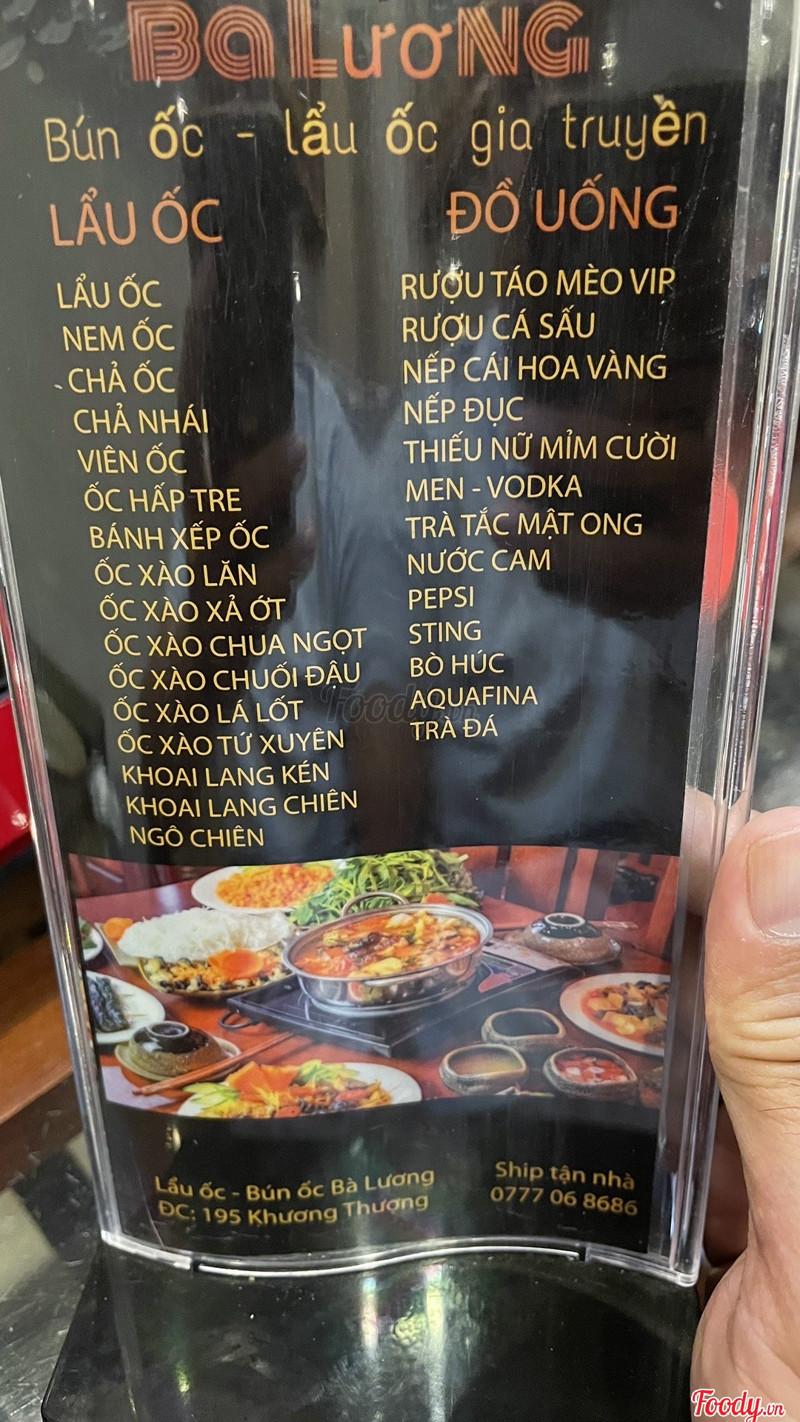 Bà Lương
Bún ốc - lẩu ốc gia truyền
LẨU ỐC
LẨU ỐC
NEM ỐC
CHẢ ỐC
CHẢ NHÁI
VIÊN ỐC
ỐC HẤP TRE
BÁNH XẾP ỐC
ỐC XÀO LĂN
ỐC XÀO XẢ ỚT
ỐC XÀO CHUA NGỌT
ỐC XÀO CHUỐI ĐẬU
ỐC XÀO LÁ LỐT
ỐC XÀO TỨ XUYÊN
KHOAI LANG KÉN
KHOAI LANG CHIÊN
NGÔ CHIÊN
ĐỒ UỐNG
RƯỢU TÁO MÈO VIP
RƯỢU CÁ SẤU
NẾP CÁI HOA VÀNG
NẾP ĐỤC
THIẾU NỮ MỈM CƯỜI
MEN - VODKA
TRÀ TẮC MẬT ONG
NƯỚC CAM
PEPSI
STING
BÒ HÚC
AQUAFINA
TRÀ ĐÁ
Foody.vn
Lẩu ốc - Bún ốc Bà Lương
ĐC: 195 Khương Thượng
Ship tận nhà
0777 06 8686
Foody.vn